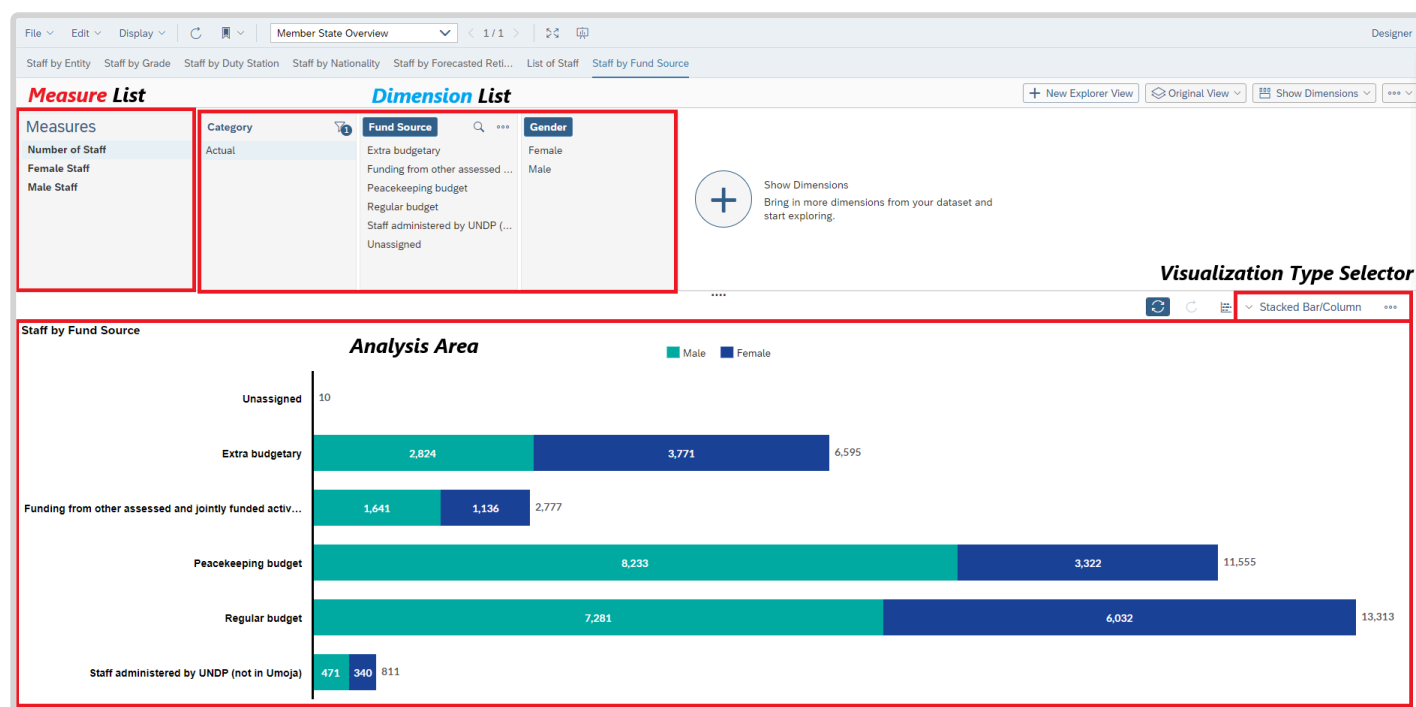 File Edit Display Member State Overview 1 / 1 Designer
Staff by Entity Staff by Grade Staff by Duty Station Staff by Nationality Staff by Forecasted Reti... List of Staff Staff by Fund Source
Measure List Dimension List + New Explorer View Original View Show Dimensions
Measures
Number of Staff
Female Staff
Male Staff
Category 1
Actual
Fund Source
Extra budgetary
Funding from other assessed ...
Peacekeeping budget
Regular budget
Staff administered by UNDP (...
Unassigned
Gender
Female
Male
Show Dimensions
Bring in more dimensions from your dataset and
start exploring.
Visualization Type Selector
Stacked Bar/Column
Staff by Fund Source
Analysis Area
Male Female
Unassigned 10
Extra budgetary 2,824 3,771 6,595
Funding from other assessed and jointly funded activ... 1,641 1,136 2,777
Peacekeeping budget 8,233 3,322 11,555
Regular budget 7,281 6,032 13,313
Staff administered by UNDP (not in Umoja) 471 340 811